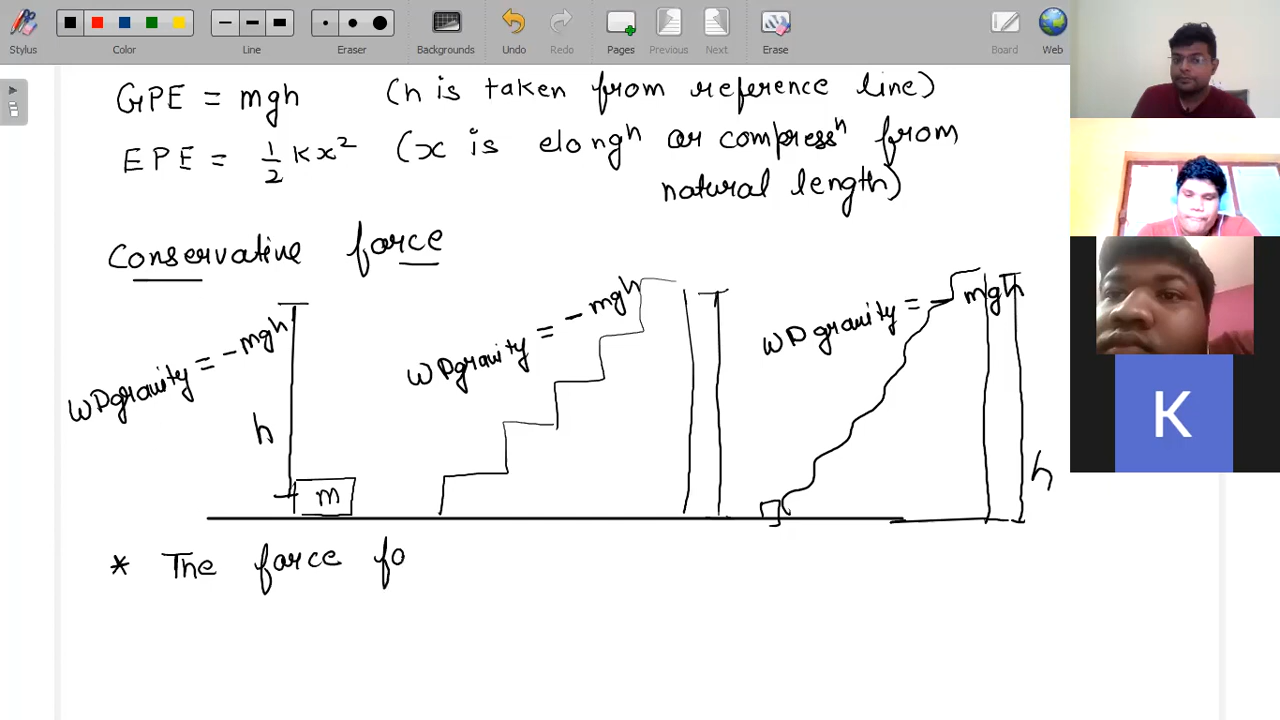 Stylus
Color
Line
Eraser
Backgrounds
Undo
Redo
Pages
Previous
Next
Erase
Board
Web
GPE = mgh (h is taken from reference line)
EPE = 1/2 Kx² (x is elongⁿ or compressⁿ from
natural length)
Conservative force
WDgravity = -mgh
h
m
WDgravity = -mgh
WDgravity = - mgh
h
K
* The force fo